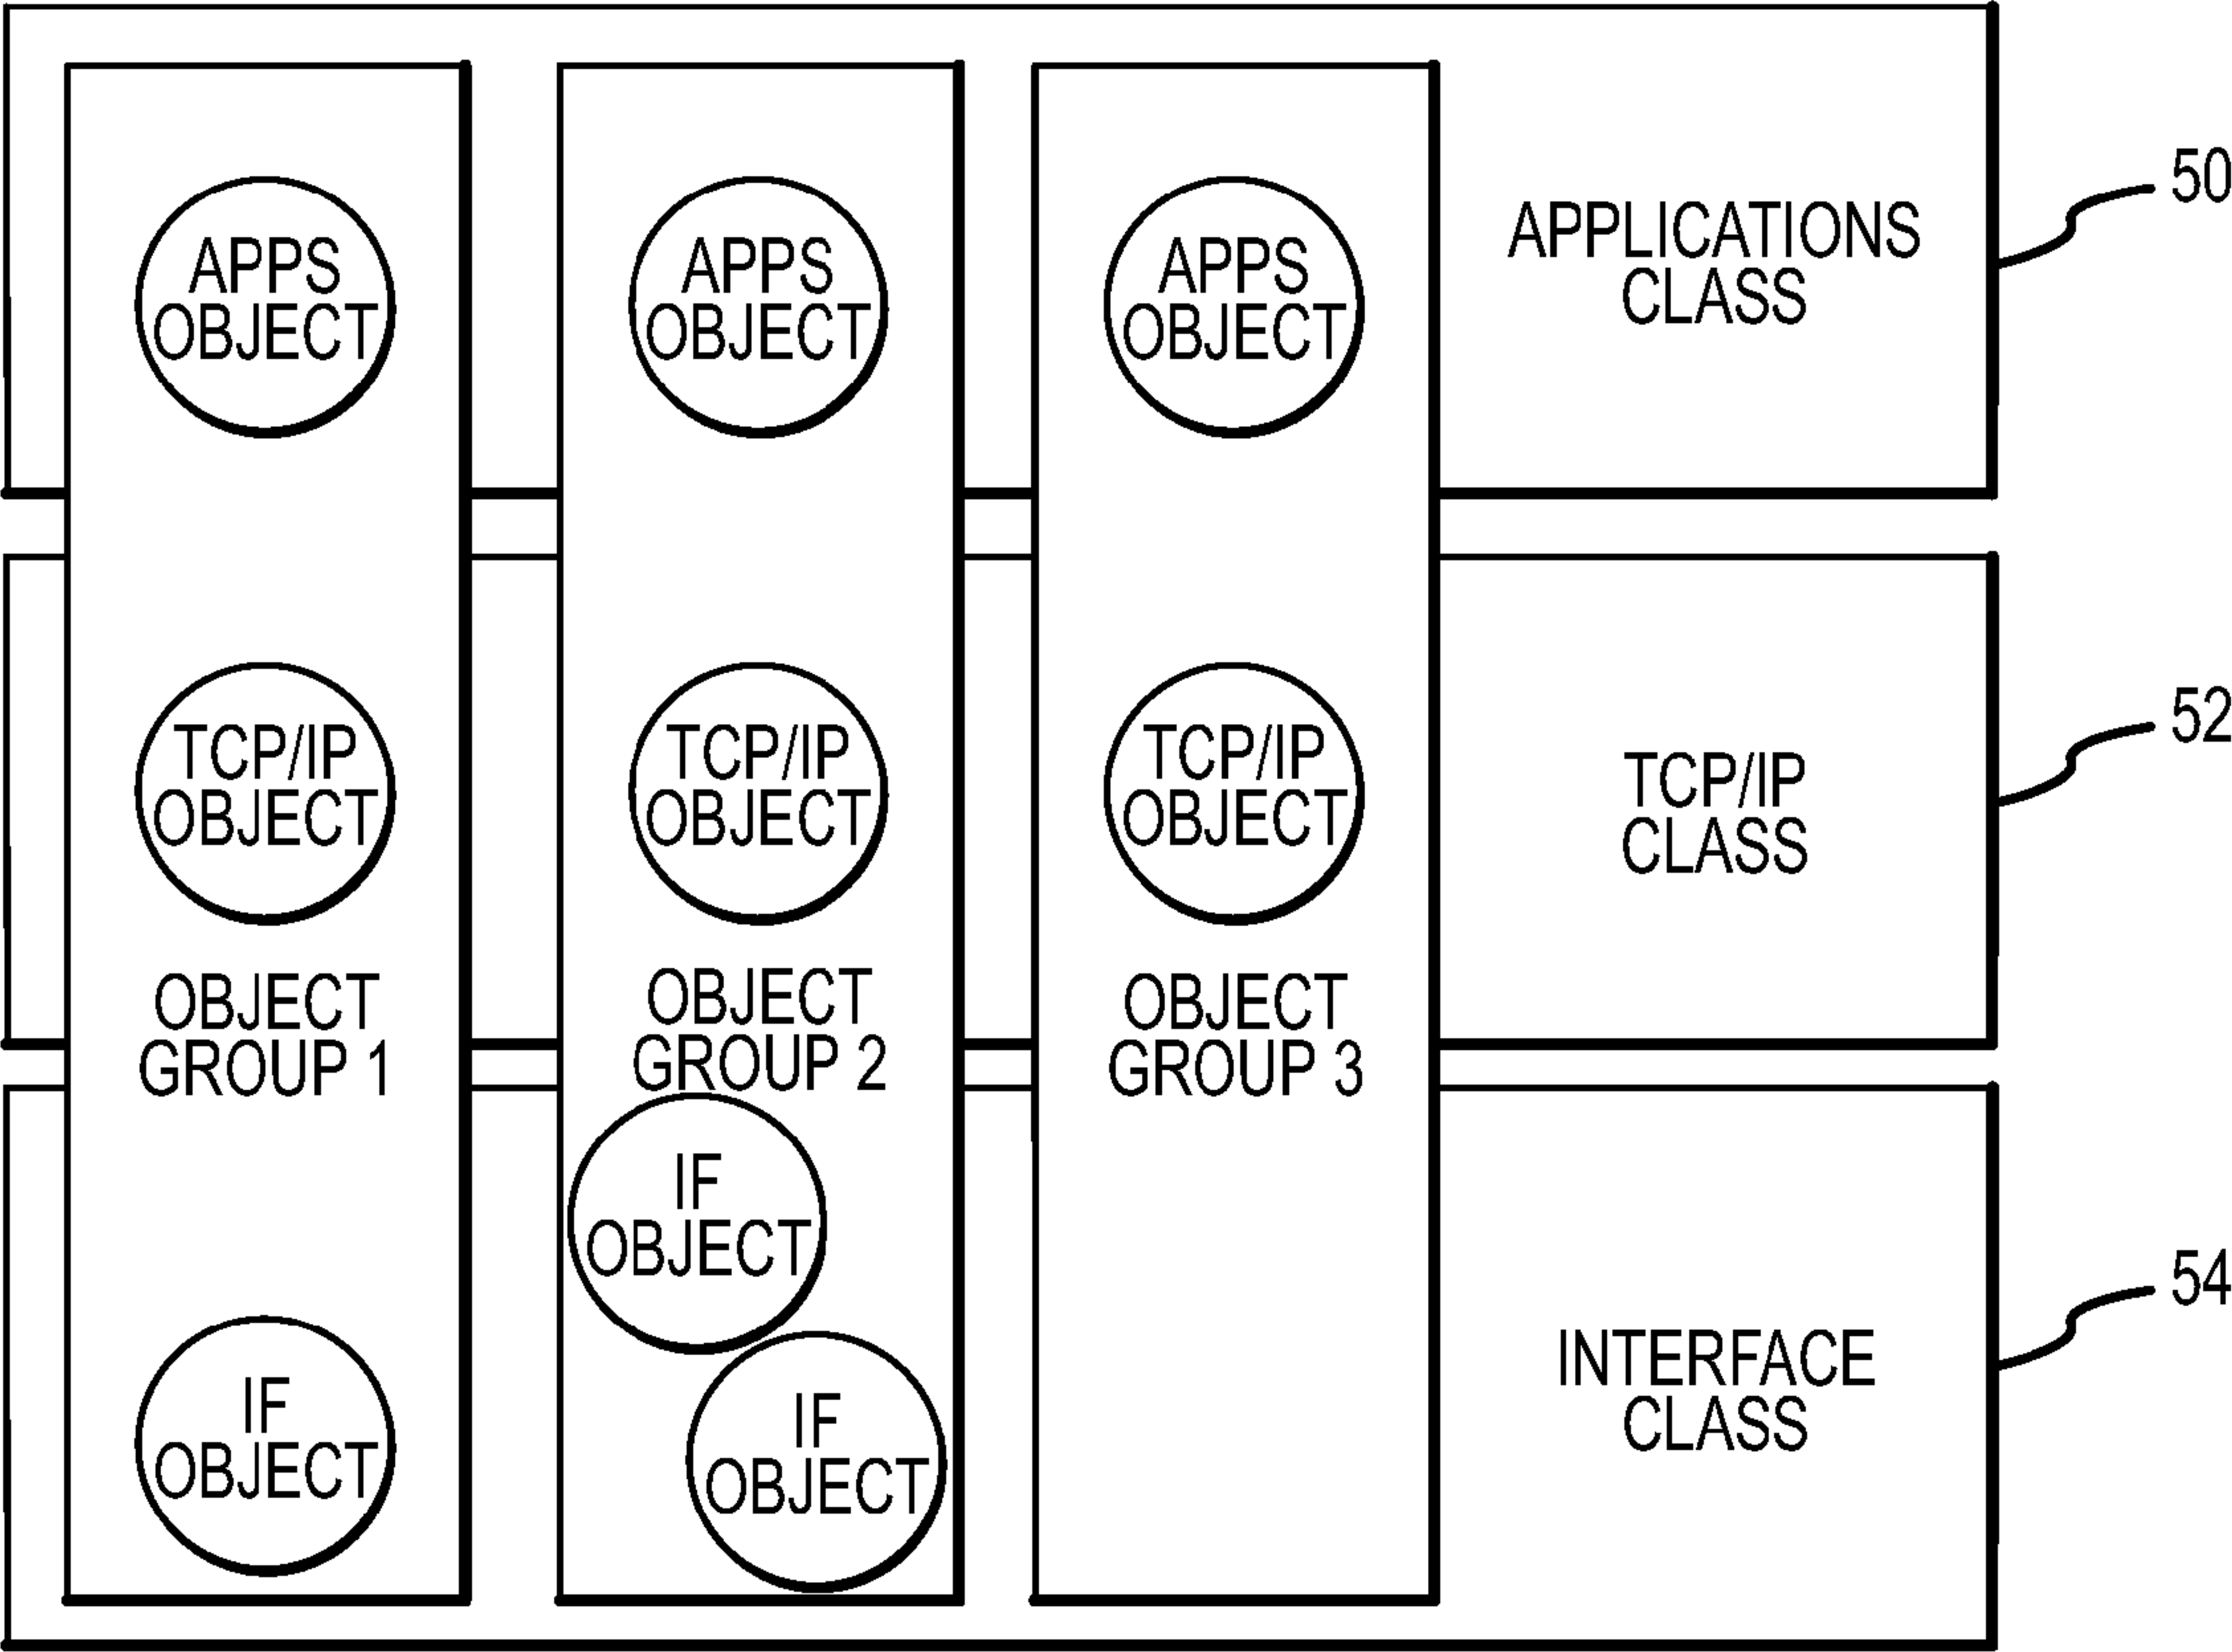 APPS
OBJECT
APPS
OBJECT
APPS
OBJECT
APPLICATIONS
CLASS
50
TCP/IP
OBJECT
TCP/IP
OBJECT
TCP/IP
OBJECT
TCP/IP
CLASS
52
OBJECT
GROUP 1
OBJECT
GROUP 2
OBJECT
GROUP 3
IF
OBJECT
IF
OBJECT
IF
OBJECT
INTERFACE
CLASS
54